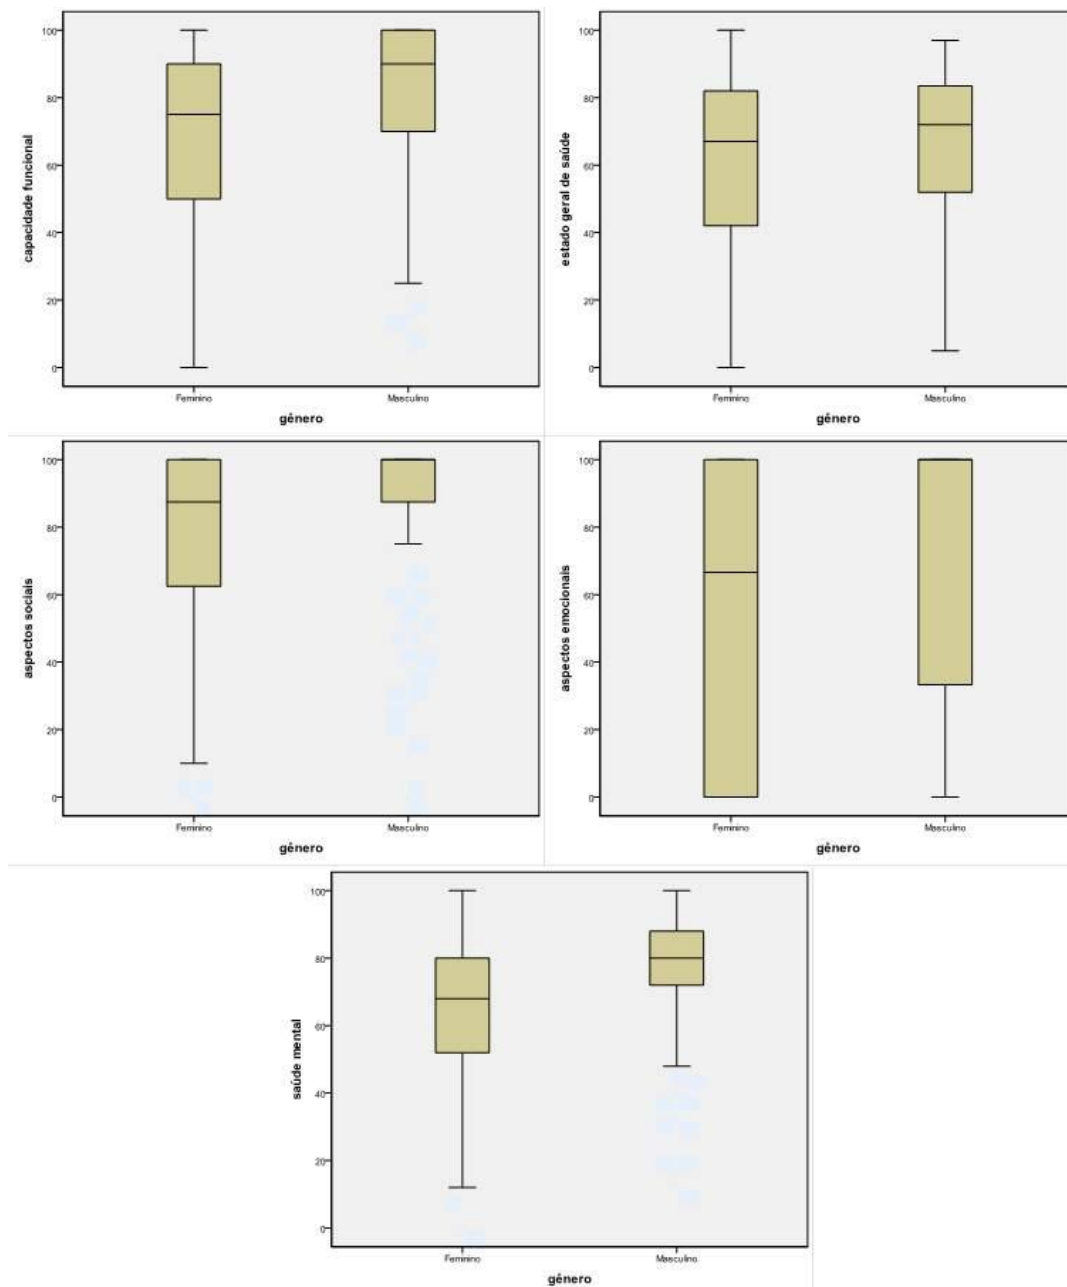 capacidade funcional
100
80
60
40
20
0
Feminino
Masculino
gênero
estado geral de saúde
100
80
60
40
20
0
Feminino
Masculino
gênero
aspectos sociais
100
80
60
40
20
0
Feminino
Masculino
gênero
aspectos emocionais
100
80
60
40
20
0
Feminino
Masculino
gênero
saúde mental
100
80
60
40
20
0
Feminino
Masculino
gênero